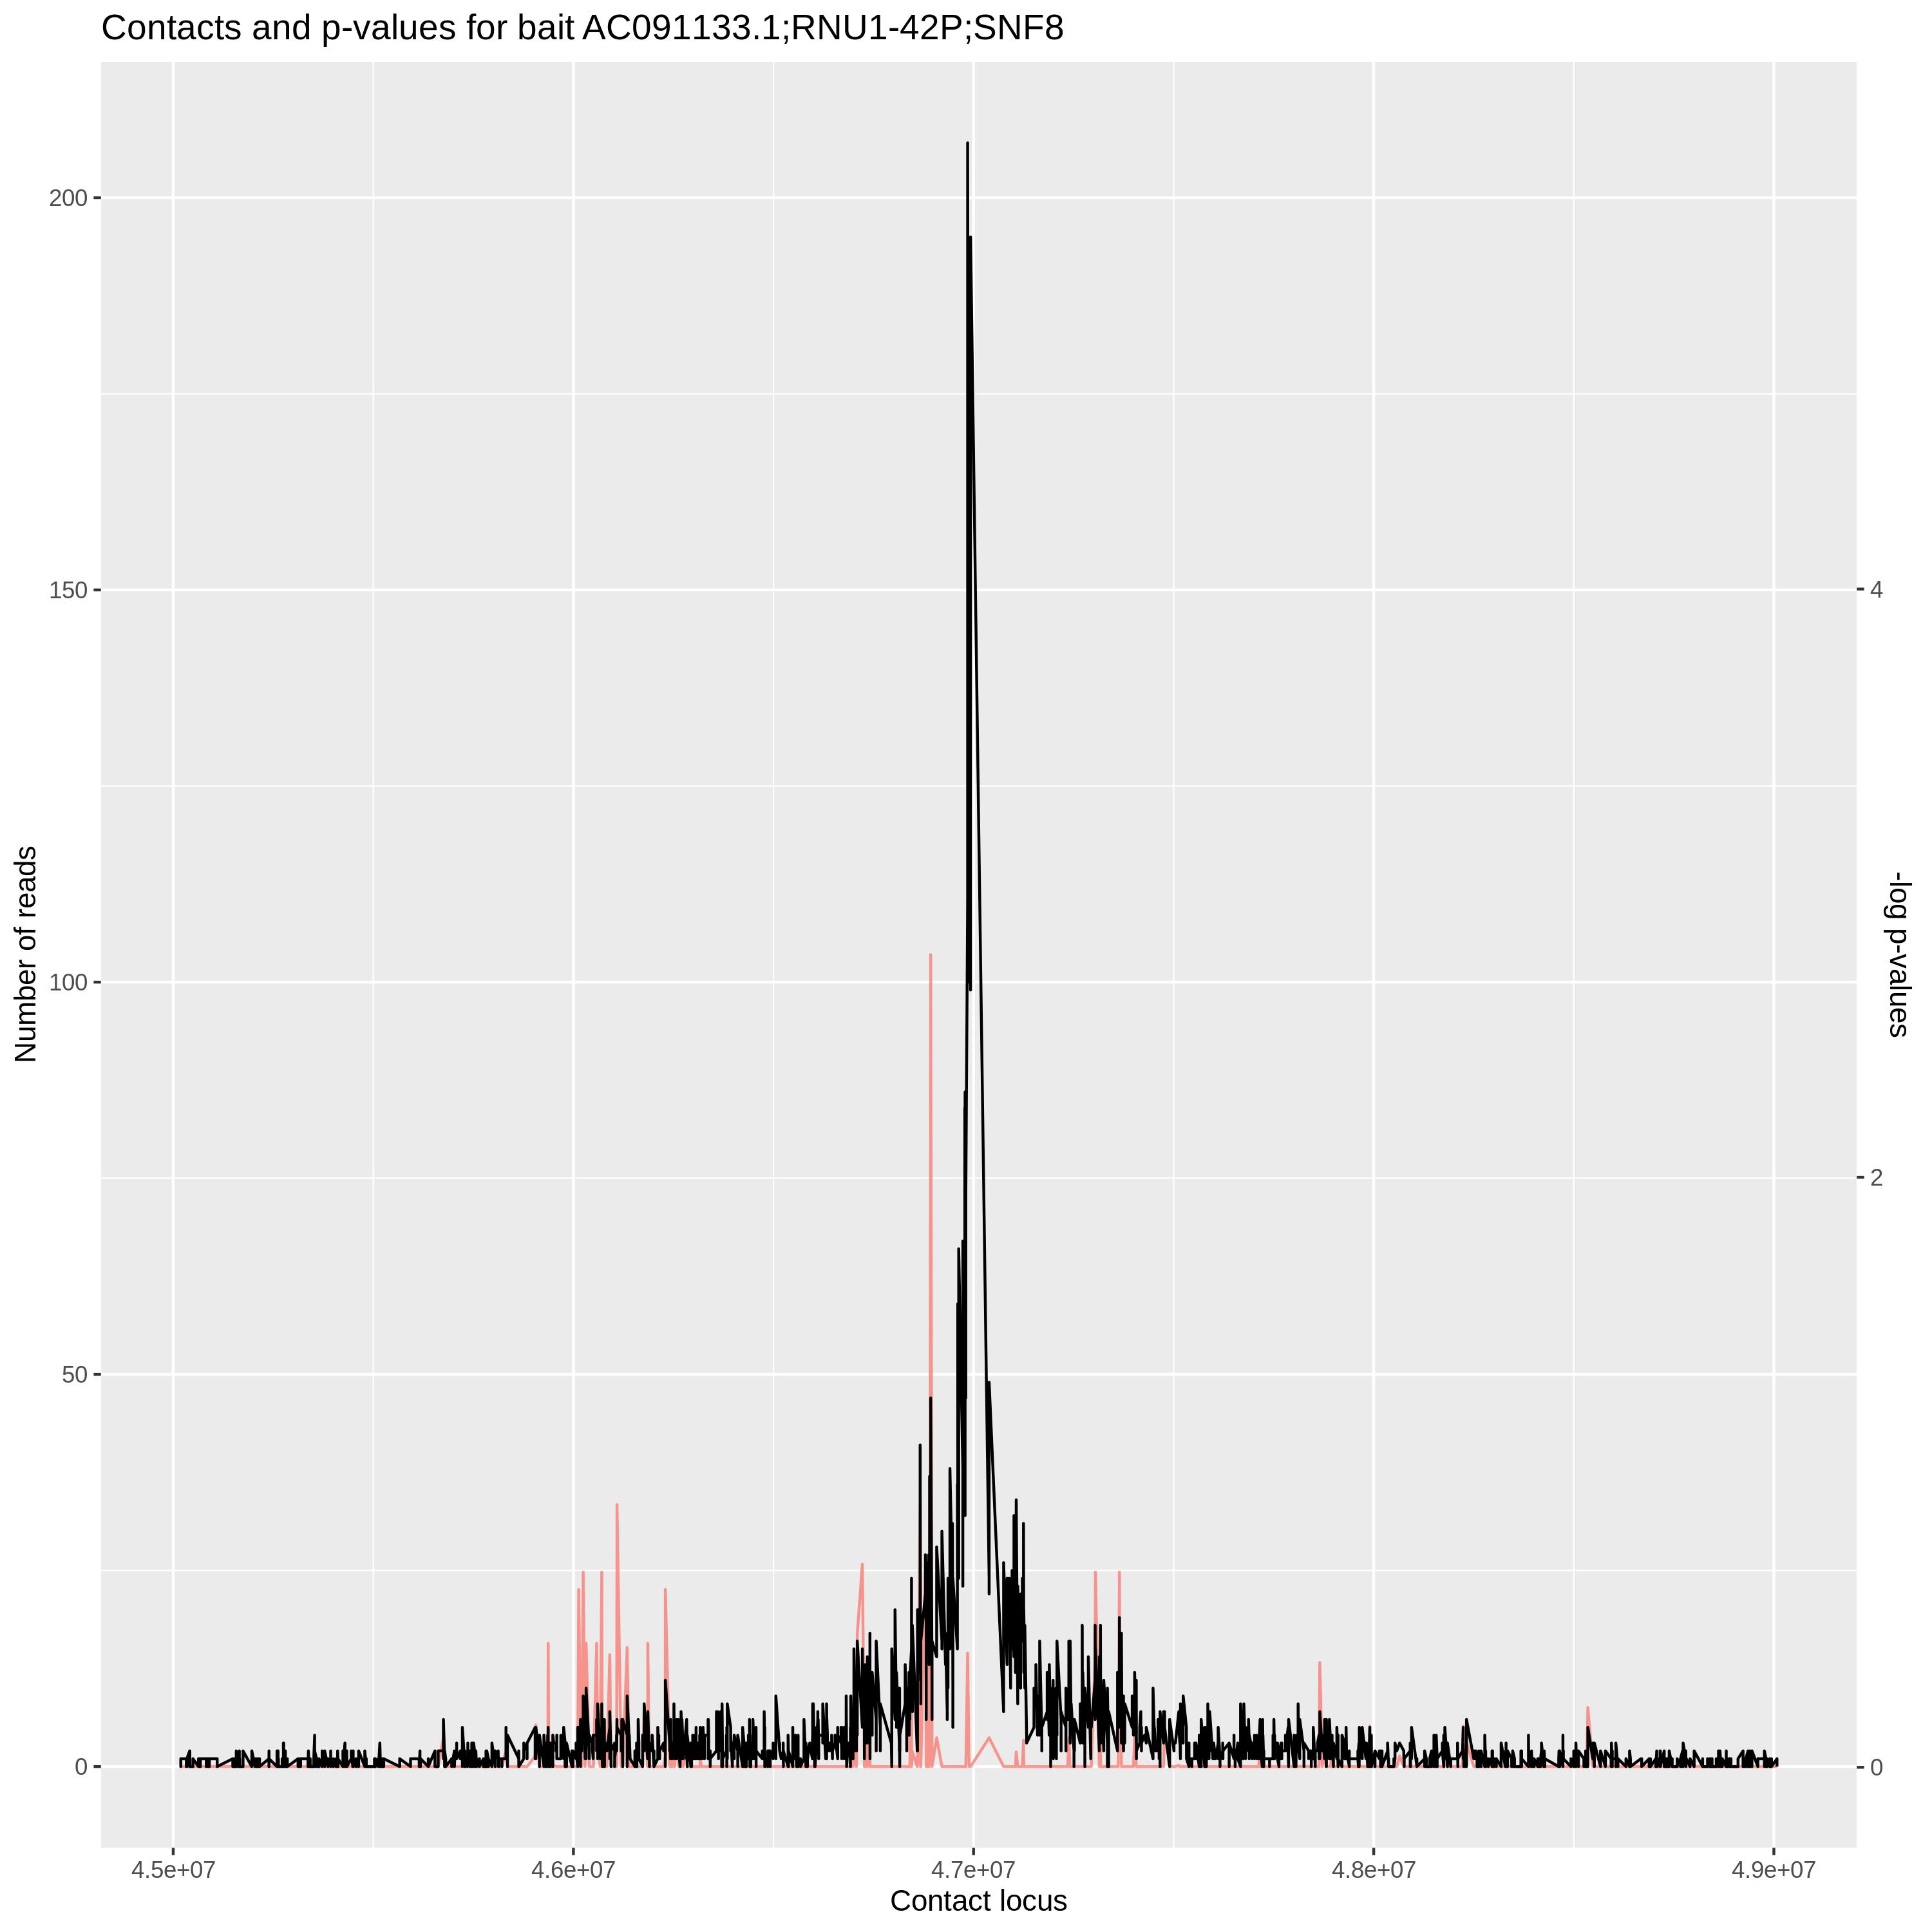 Contacts and p-values for bait AC091133.1;RNU1-42P;SNF8
200
150
100
50
0
Number of reads
4
2
0
-log p-values
4.5e+07
4.6e+07
4.7e+07
4.8e+07
4.9e+07
Contact locus